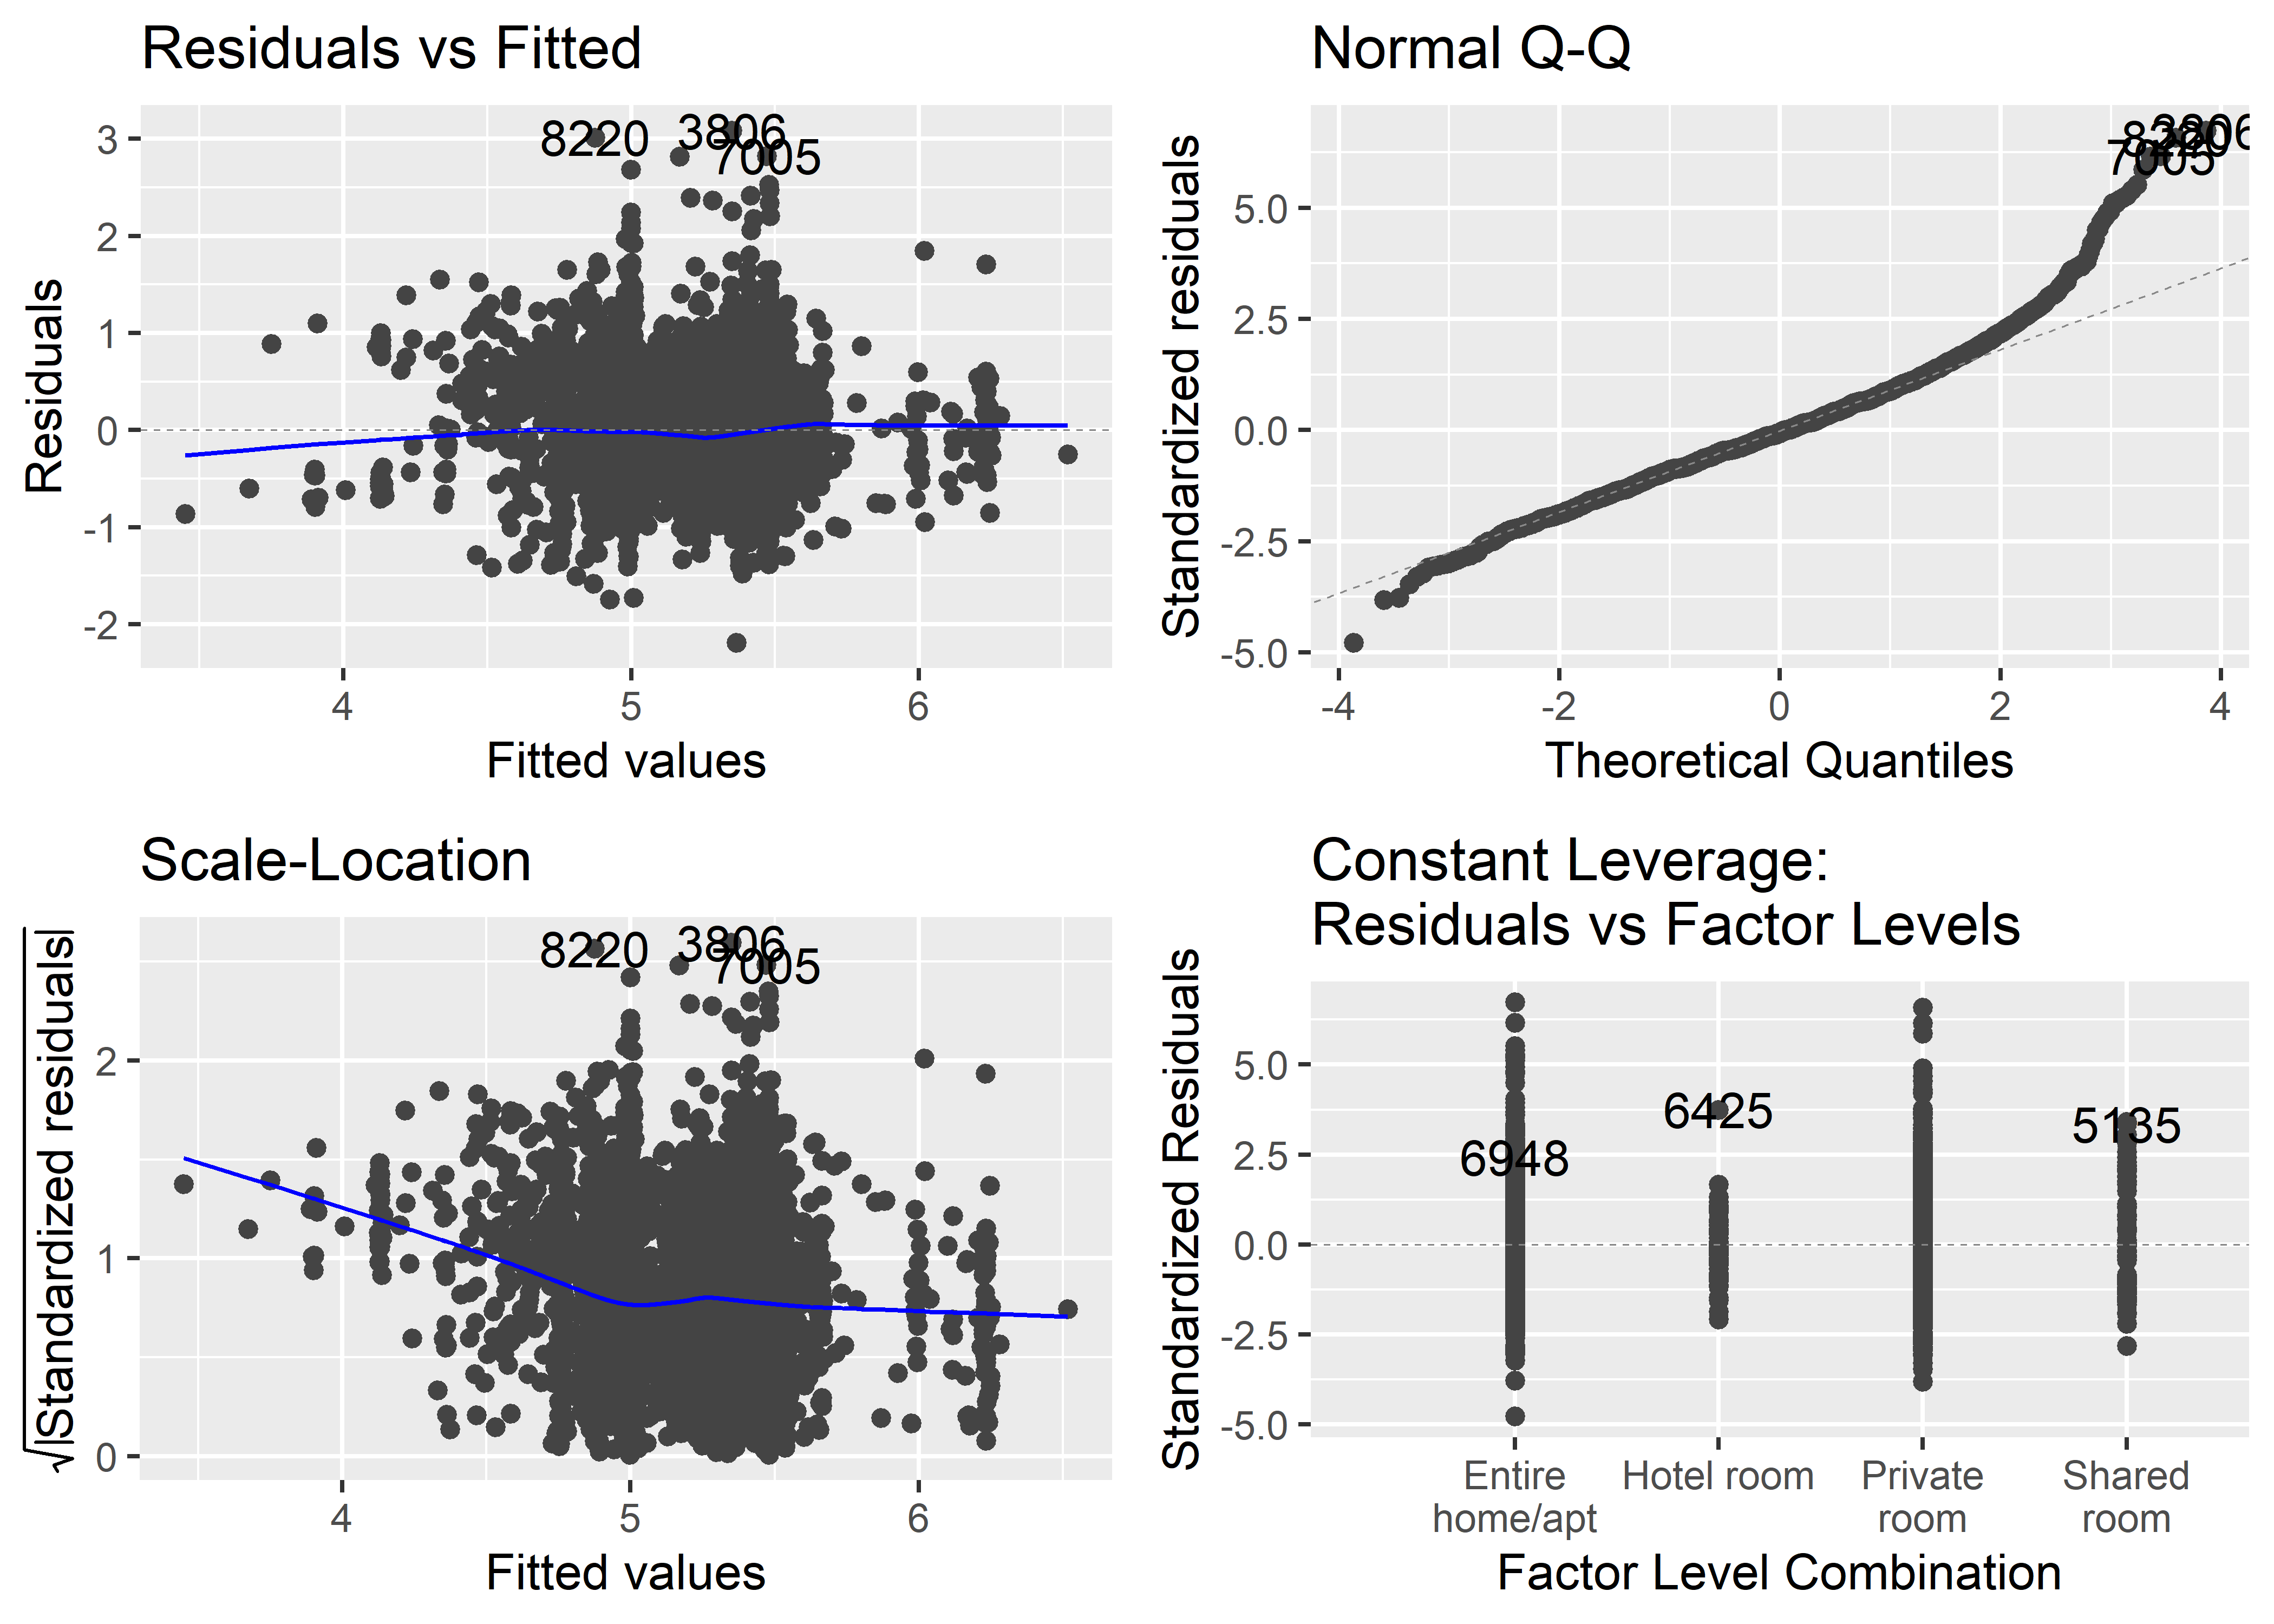 Residuals vs Fitted
3
2
1
0
-1
-2
Residuals
8220
3806
7005
4
5
6
Fitted values
Normal Q-Q
5.0
2.5
0.0
-2.5
-5.0
Standardized residuals
3806
8220
7005
-4
-2
0
2
4
Theoretical Quantiles
Scale-Location
2
1
0
√|Standardized residuals|
8220
3806
7005
4
5
6
Fitted values
Constant Leverage:
Residuals vs Factor Levels
5.0
2.5
0.0
-2.5
-5.0
Standardized Residuals
6948
6425
5135
Entire
home/apt
Hotel room
Private
room
Shared
room
Factor Level Combination